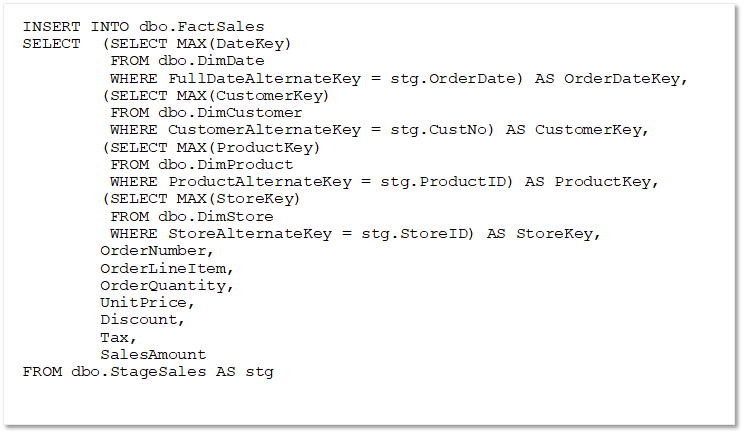 INSERT INTO dbo.FactSales
SELECT  (SELECT MAX(DateKey)
         FROM dbo.DimDate
         WHERE FullDateAlternateKey = stg.OrderDate) AS OrderDateKey,
        (SELECT MAX(CustomerKey)
         FROM dbo.DimCustomer
         WHERE CustomerAlternateKey = stg.CustNo) AS CustomerKey,
        (SELECT MAX(ProductKey)
         FROM dbo.DimProduct
         WHERE ProductAlternateKey = stg.ProductID) AS ProductKey,
        (SELECT MAX(StoreKey)
         FROM dbo.DimStore
         WHERE StoreAlternateKey = stg.StoreID) AS StoreKey,
        OrderNumber,
        OrderLineItem,
        OrderQuantity,
        UnitPrice,
        Discount,
        Tax,
        SalesAmount
FROM dbo.StageSales AS stg